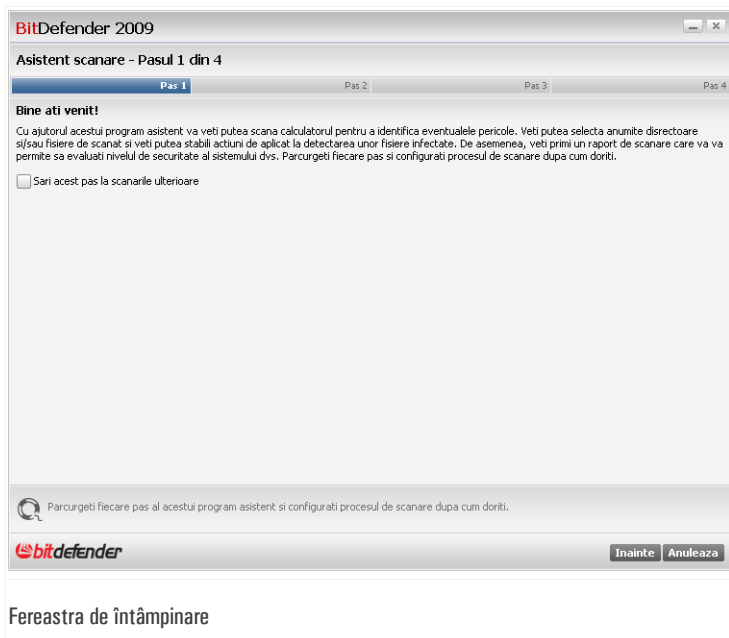 BitDefender 2009
Asistent scanare - Pasul 1 din 4
Pas 1 Pas 2 Pas 3 Pas 4
Bine ati venit!
Cu ajutorul acestui program asistent va veti putea scana calculatorul pentru a identifica eventualele pericole. Veti putea selecta anumite disrectoare
si/sau fisiere de scanat si veti putea stabili actiuni de aplicat la detectarea unor fisiere infectate. De asemenea, veti primi un raport de scanare care va va
permite sa evaluati nivelul de securitate al sistemului dvs. Parcurgeti fiecare pas si configurati procesul de scanare dupa cum doriti.
Sari acest pas la scanarile ulterioare
Parcurgeti fiecare pas al acestui program asistent si configurati procesul de scanare dupa cum doriti.
bitdefender
Inainte Anuleaza
Fereastra de întâmpinare